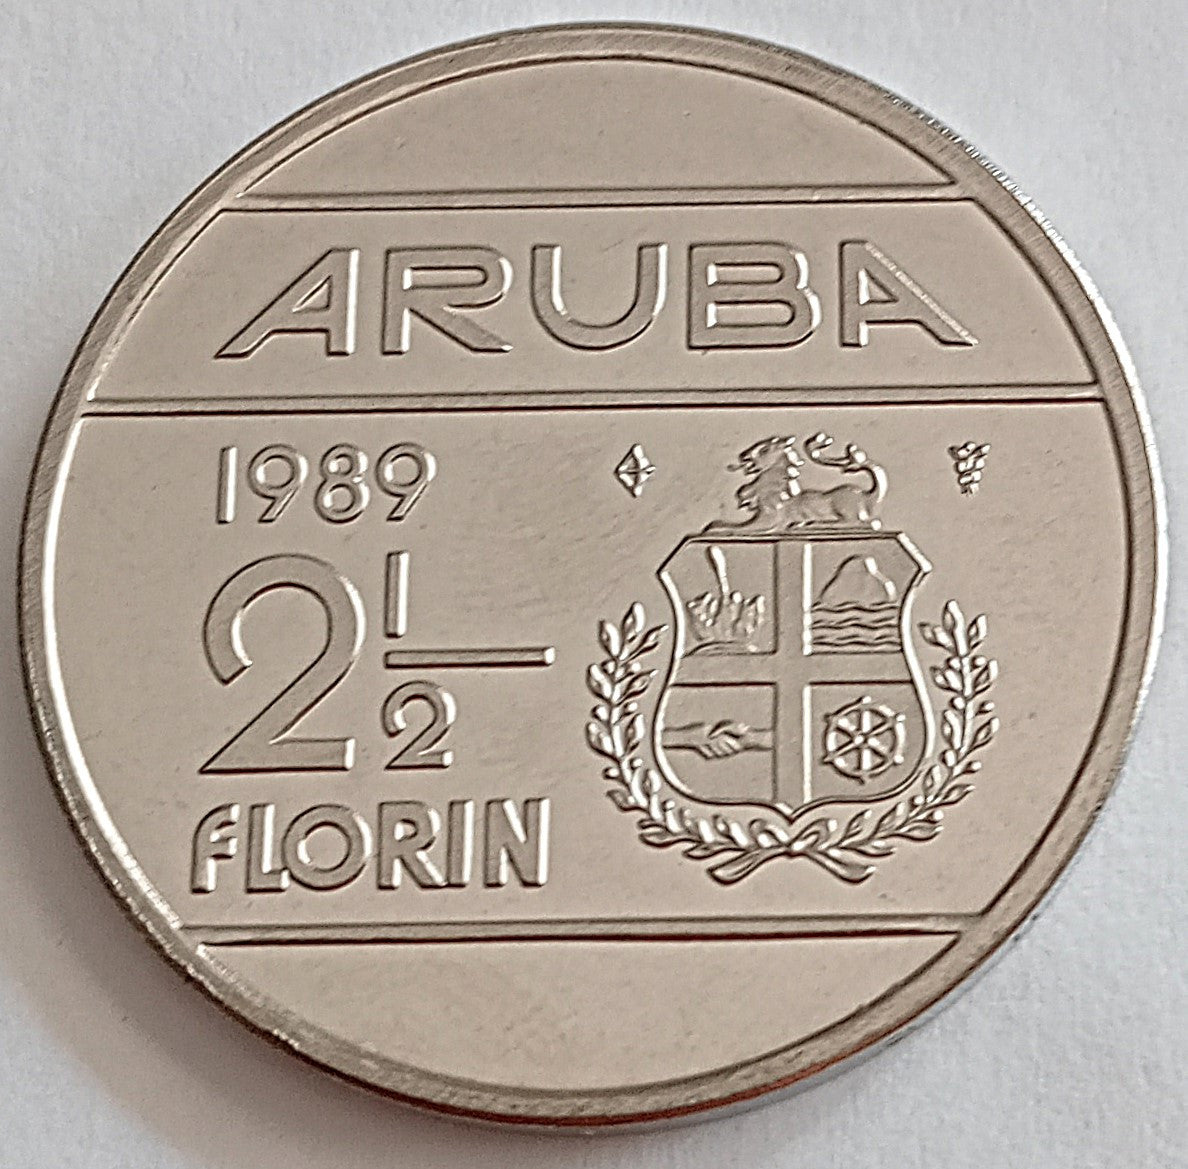 ARUBA
1989
2 1/2
FLORIN